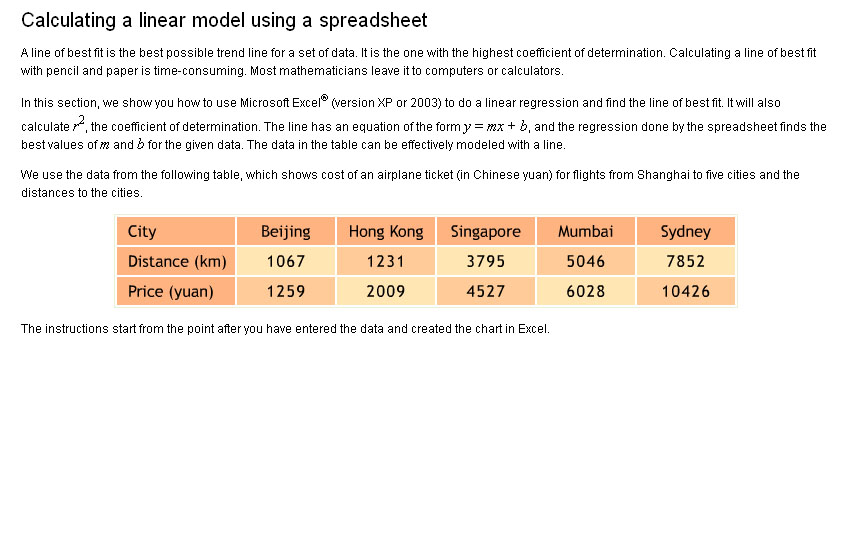 Calculating a linear model using a spreadsheet
A line of best fit is the best possible trend line for a set of data. It is the one with the highest coefficient of determination. Calculating a line of best fit
with pencil and paper is time-consuming. Most mathematicians leave it to computers or calculators.
In this section, we show you how to use Microsoft Excel® (version XP or 2003) to do a linear regression and find the line of best fit. It will also
calculate r², the coefficient of determination. The line has an equation of the form y = mx + b, and the regression done by the spreadsheet finds the
best values of m and b for the given data. The data in the table can be effectively modeled with a line.
We use the data from the following table, which shows cost of an airplane ticket (in Chinese yuan) for flights from Shanghai to five cities and the
distances to the cities.
City Beijing Hong Kong Singapore Mumbai Sydney
Distance (km) 1067 1231 3795 5046 7852
Price (yuan) 1259 2009 4527 6028 10426
The instructions start from the point after you have entered the data and created the chart in Excel.